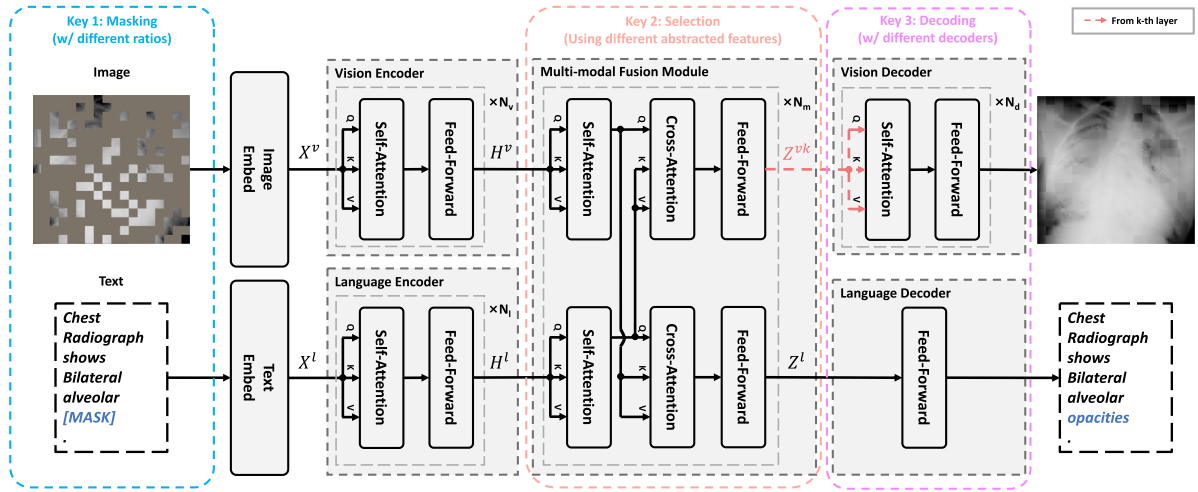 Key 1: Masking
(w/ different ratios)
Key 2: Selection
(Using different abstracted features)
Key 3: Decoding
(w/ different decoders)
From k-th layer
Image
Image
Embed
X^v
Vision Encoder
×N_v
Q
K
V
Self-Attention
Feed-Forward
H^v
Multi-modal Fusion Module
×N_m
Q
K
V
Self-Attention
Q
K
V
Cross-Attention
Feed-Forward
Z^{vk}
Vision Decoder
×N_d
Q
K
V
Self-Attention
Feed-Forward
Text
Chest
Radiograph
shows
Bilateral
alveolar
[MASK]
.
Text
Embed
X^l
Language Encoder
×N_l
Q
K
V
Self-Attention
Feed-Forward
H^l
Q
K
V
Self-Attention
Q
K
V
Cross-Attention
Feed-Forward
Z^l
Language Decoder
Feed-Forward
Chest
Radiograph
shows
Bilateral
alveolar
opacities
.